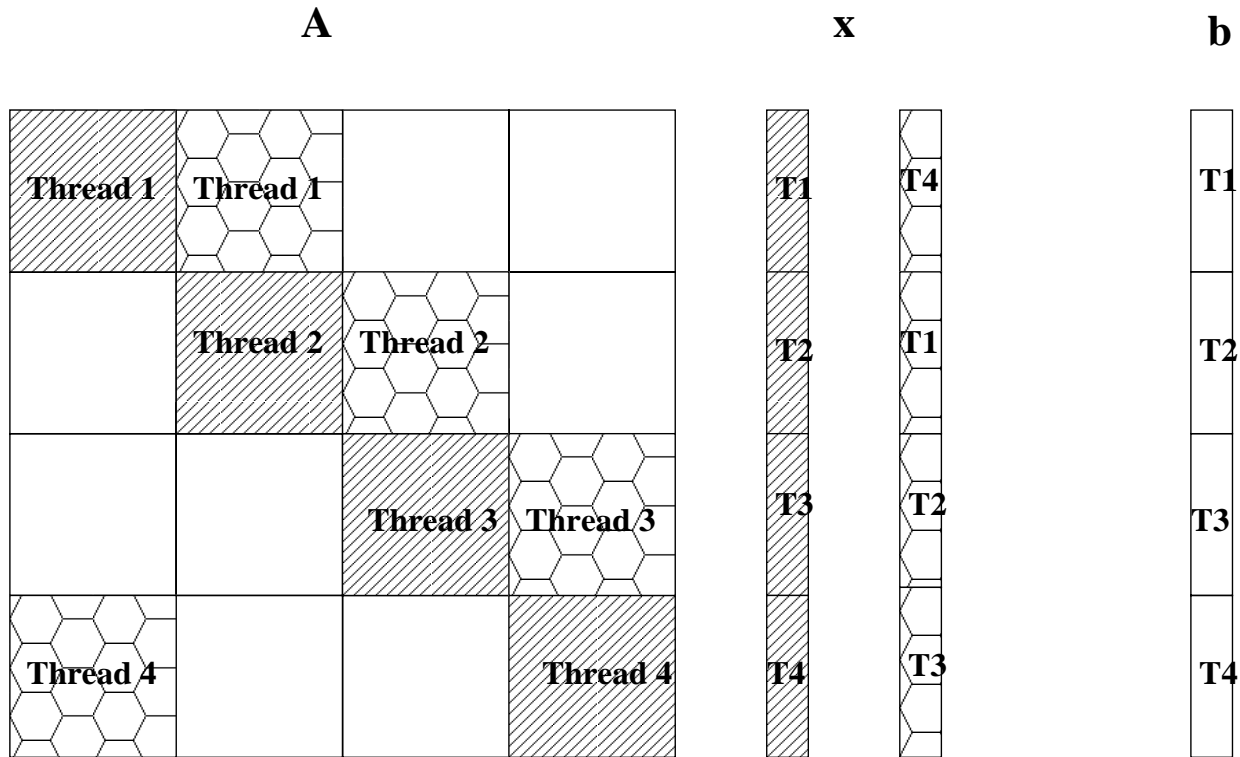 A x b
Thread 1 Thread 1 T1 T4 T1
Thread 2 Thread 2 T2 T1 T2
Thread 3 Thread 3 T3 T2 T3
Thread 4 Thread 4 T4 T3 T4